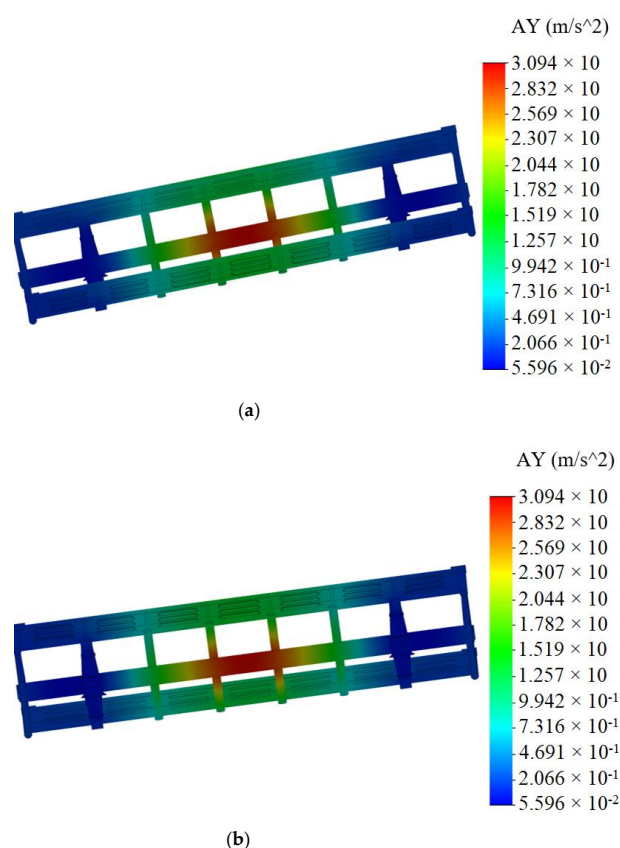 AY (m/s^2)
3.094 × 10
2.832 × 10
2.569 × 10
2.307 × 10
2.044 × 10
1.782 × 10
1.519 × 10
1.257 × 10
9.942 × 10⁻¹
7.316 × 10⁻¹
4.691 × 10⁻¹
2.066 × 10⁻¹
5.596 × 10⁻²
(a)
AY (m/s^2)
3.094 × 10
2.832 × 10
2.569 × 10
2.307 × 10
2.044 × 10
1.782 × 10
1.519 × 10
1.257 × 10
9.942 × 10⁻¹
7.316 × 10⁻¹
4.691 × 10⁻¹
2.066 × 10⁻¹
5.596 × 10⁻²
(b)